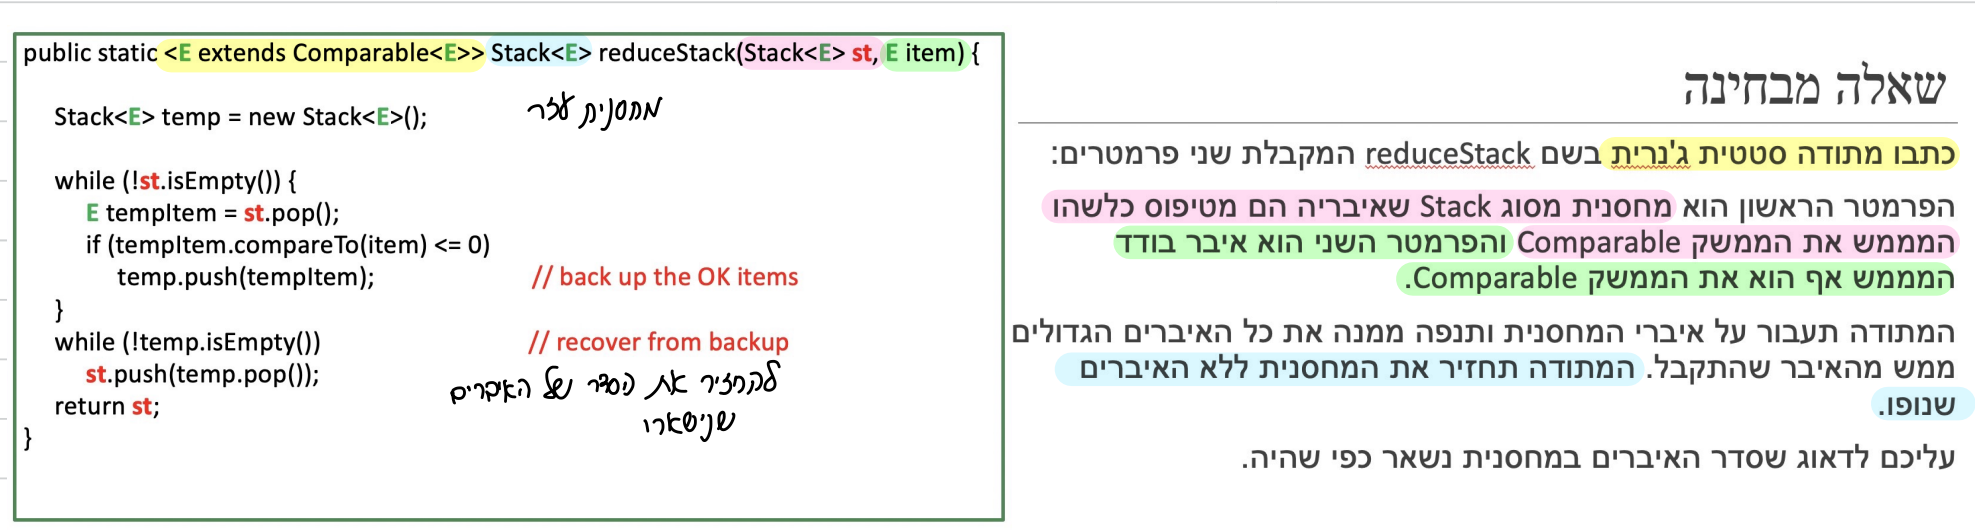 שאלה מבחינה
כתבו מתודה סטטית ג'נרית בשם reduceStack המקבלת שני פרמטרים:
הפרמטר הראשון הוא מחסנית מסוג Stack שאיבריה הם מטיפוס כלשהו
המממש את הממשק Comparable והפרמטר השני הוא איבר בודד
המממש אף הוא את הממשק Comparable.
המתודה תעבור על איברי המחסנית ותנפה ממנה את כל האיברים הגדולים
ממש מהאיבר שהתקבל. המתודה תחזיר את המחסנית ללא האיברים
שנופו.
עליכם לדאוג שסדר האיברים במחסנית נשאר כפי שהיה.
public static <E extends Comparable<E>> Stack<E> reduceStack(Stack<E> st, E item) {
Stack<E> temp = new Stack<E>(); מחסנית עזר
while (!st.isEmpty()) {
E tempItem = st.pop();
if (tempItem.compareTo(item) <= 0)
temp.push(tempItem); // back up the OK items
}
while (!temp.isEmpty()) // recover from backup
st.push(temp.pop());
להחזיר את הסדר של האיברים
return st;
שנישארו
}